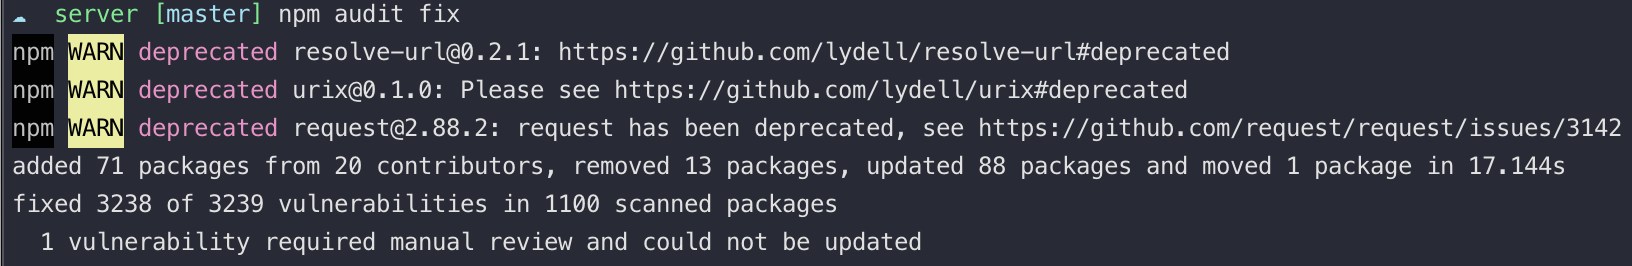 server [master] npm audit fix
npm WARN deprecated resolve-url@0.2.1: https://github.com/lydell/resolve-url#deprecated
npm WARN deprecated urix@0.1.0: Please see https://github.com/lydell/urix#deprecated
npm WARN deprecated request@2.88.2: request has been deprecated, see https://github.com/request/request/issues/3142
added 71 packages from 20 contributors, removed 13 packages, updated 88 packages and moved 1 package in 17.144s
fixed 3238 of 3239 vulnerabilities in 1100 scanned packages
  1 vulnerability required manual review and could not be updated